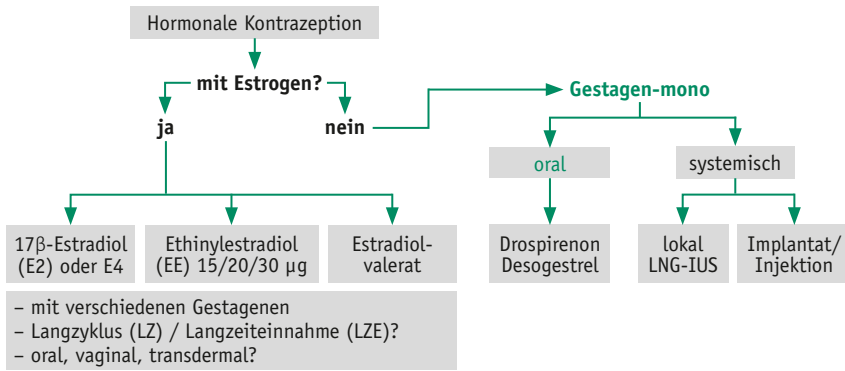 Hormonale Kontrazeption
mit Estrogen?
ja
nein
Gestagen-mono
oral
systemisch
17β-Estradiol
(E2) oder E4
Ethinylestradiol
(EE) 15/20/30 µg
Estradiol-
valerat
Drospirenon
Desogestrel
lokal
LNG-IUS
Implantat/
Injektion
– mit verschiedenen Gestagenen
– Langzyklus (LZ) / Langzeiteinnahme (LZE)?
– oral, vaginal, transdermal?